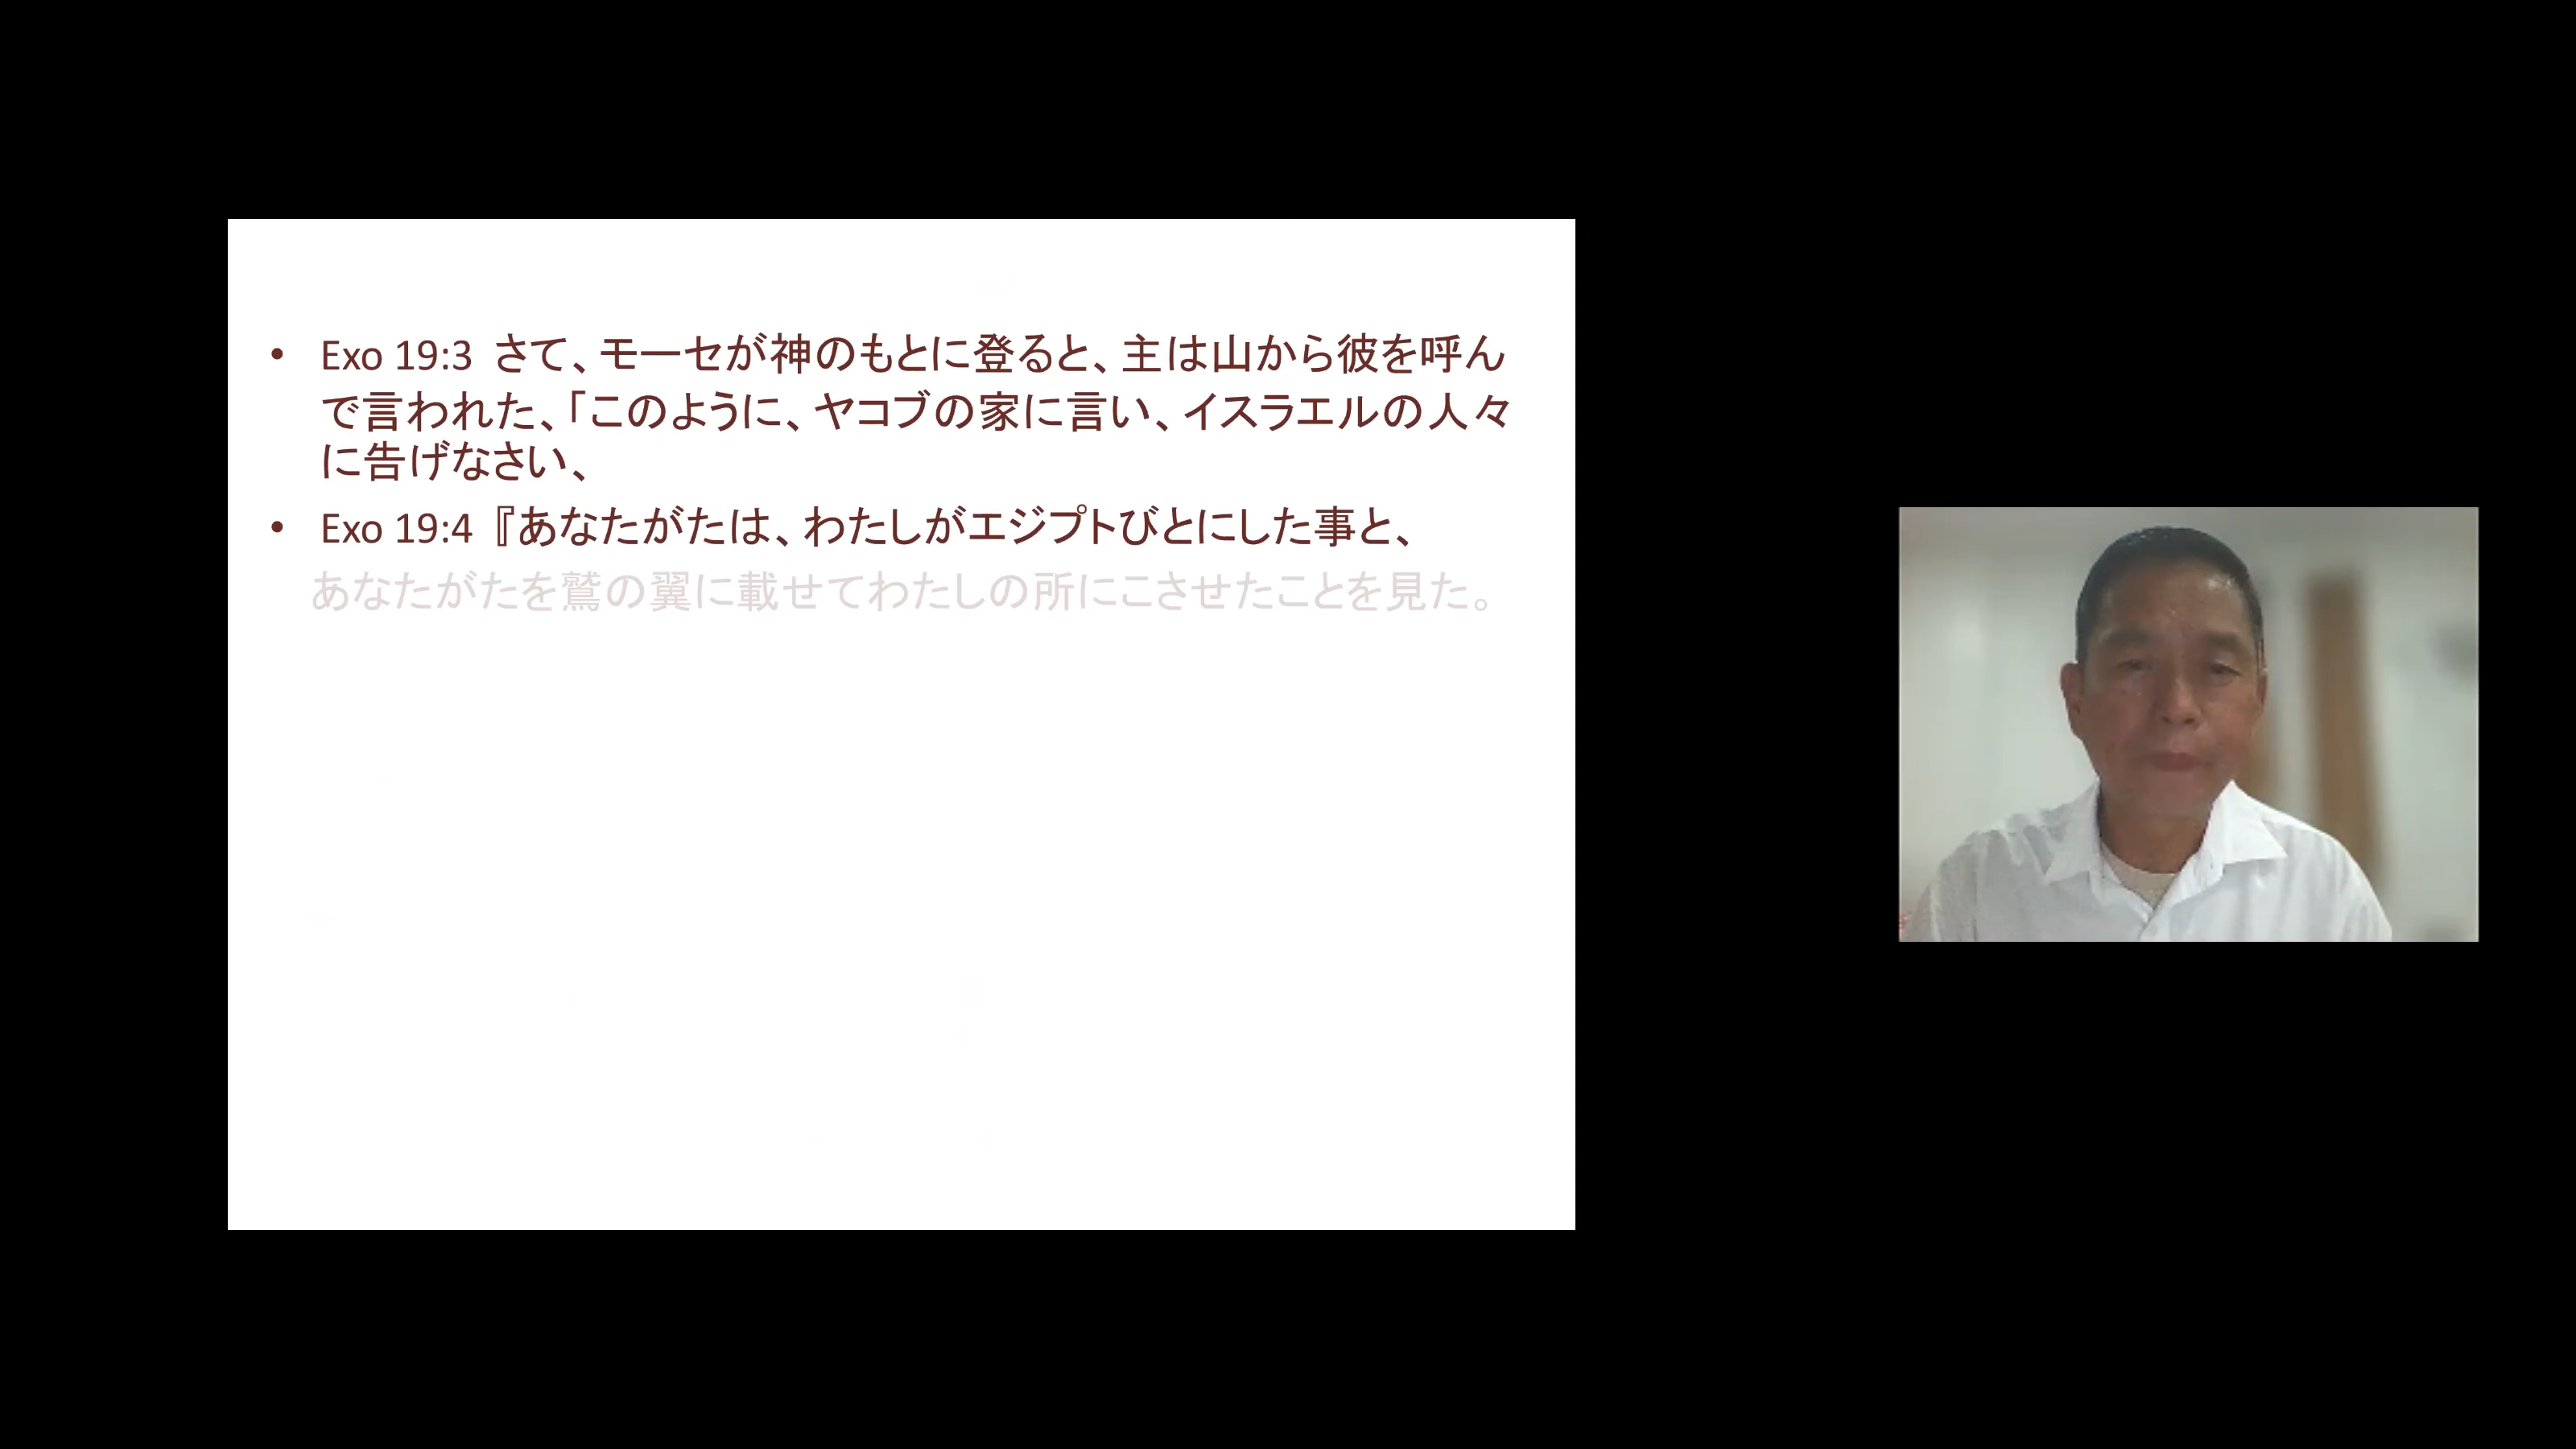 • Exo 19:3 さて、モーセが神のもとに登ると、主は山から彼を呼ん
で言われた、「このように、ヤコブの家に言い、イスラエルの人々
に告げなさい、
• Exo 19:4 『あなたがたは、わたしがエジプトびとにした事と、
あなたがたを鷲の翼に載せてわたしの所にこさせたことを見た。